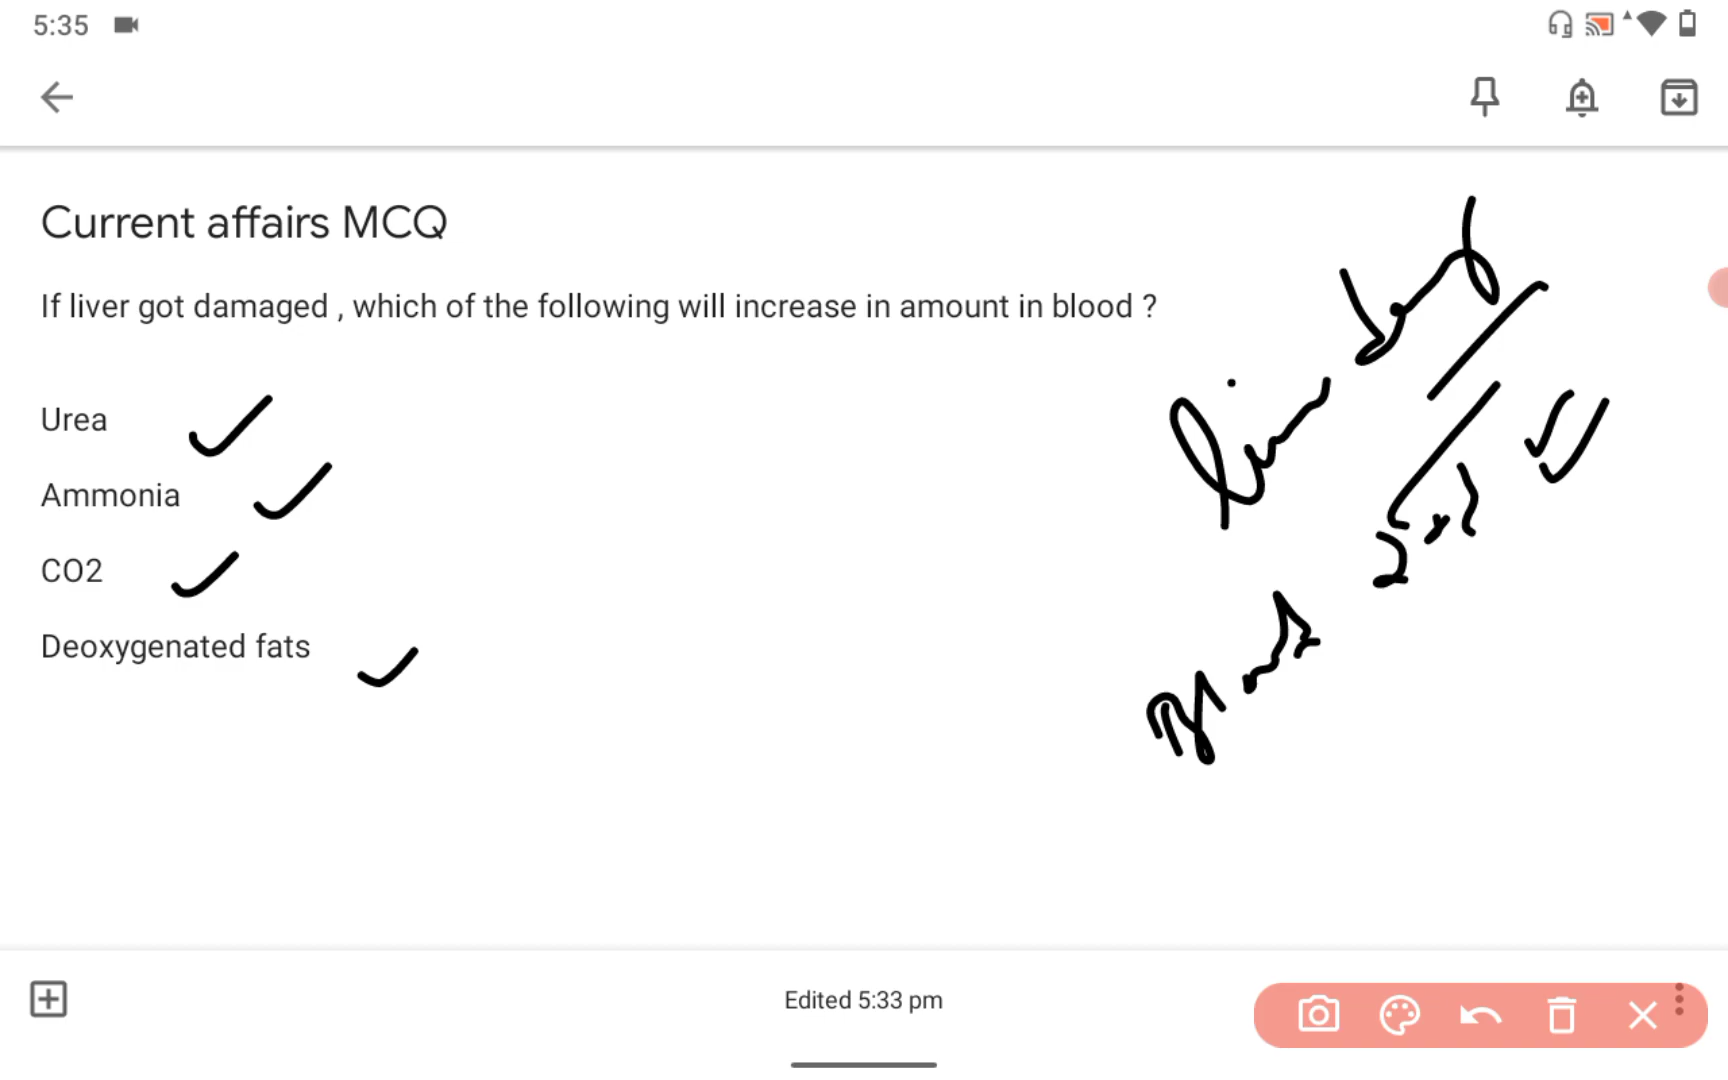 5:35
Current affairs MCQ
If liver got damaged , which of the following will increase in amount in blood ?
Urea
Ammonia
CO2
Deoxygenated fats
Edited 5:33 pm